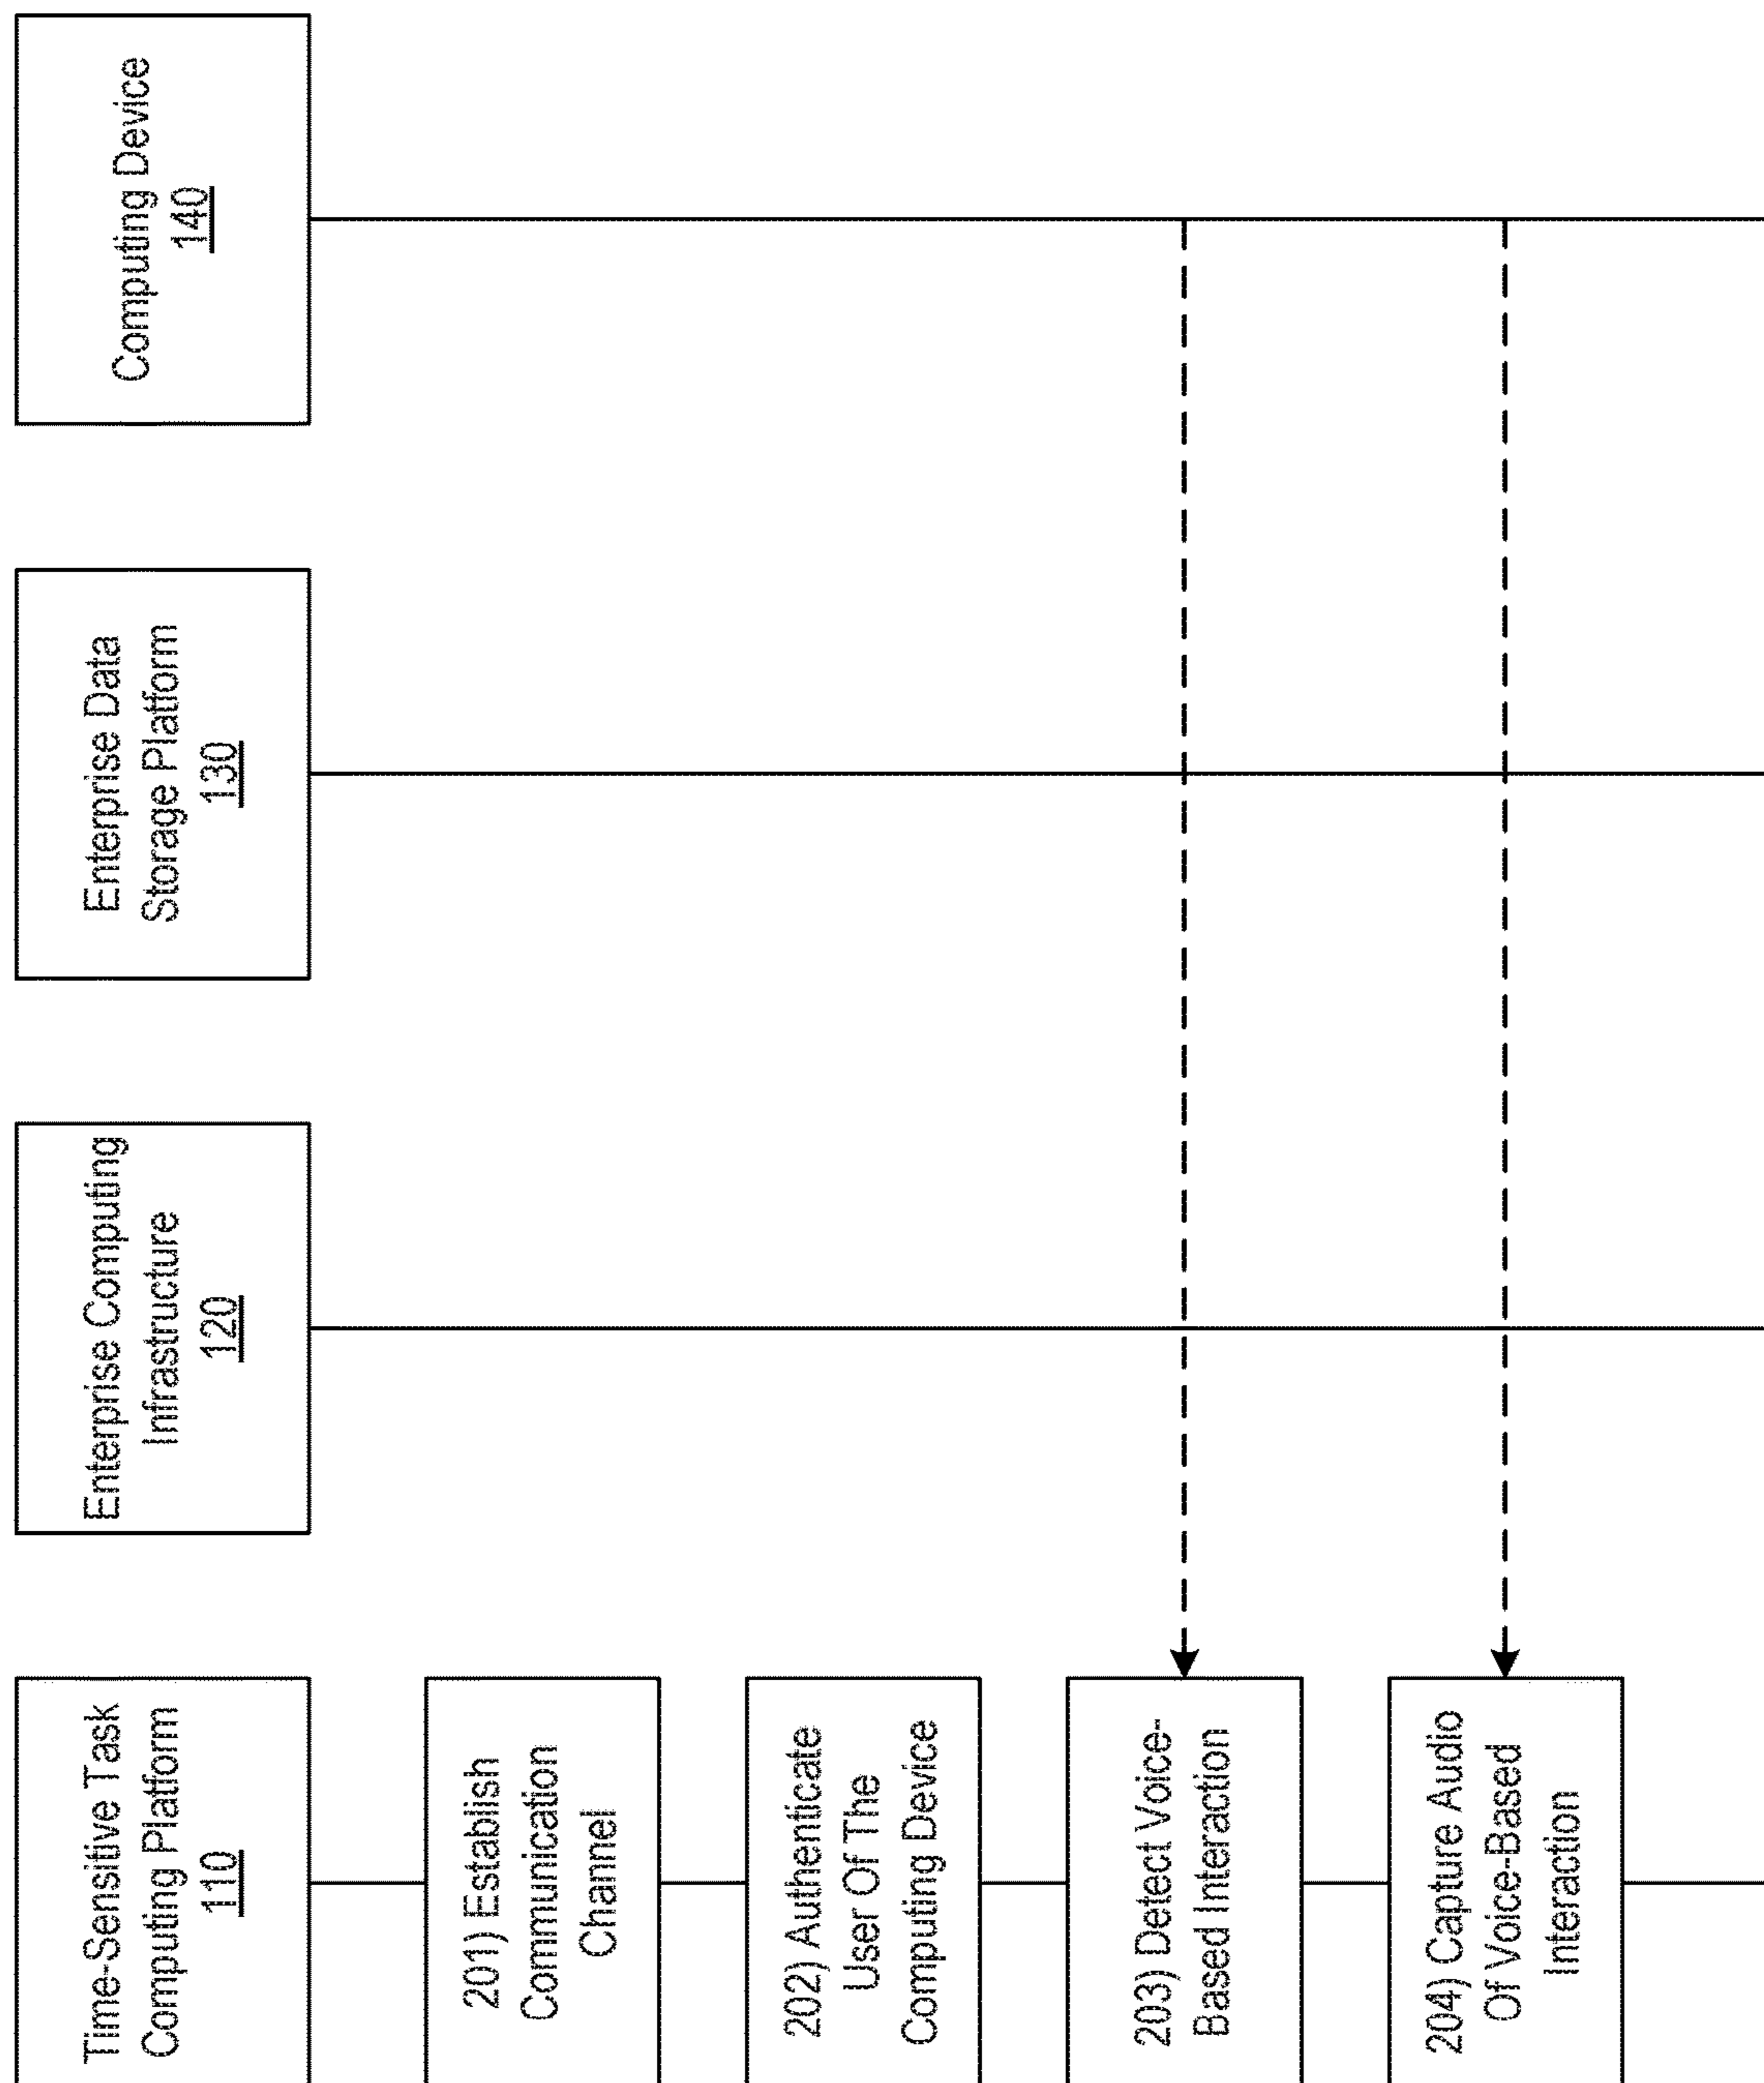 Time-Sensitive Task
Computing Platform
110
Enterprise Computing
Infrastructure
120
Enterprise Data
Storage Platform
130
Computing Device
140
201) Establish
Communication
Channel
202) Authenticate
User Of The
Computing Device
203) Detect Voice-
Based Interaction
204) Capture Audio
Of Voice-Based
Interaction